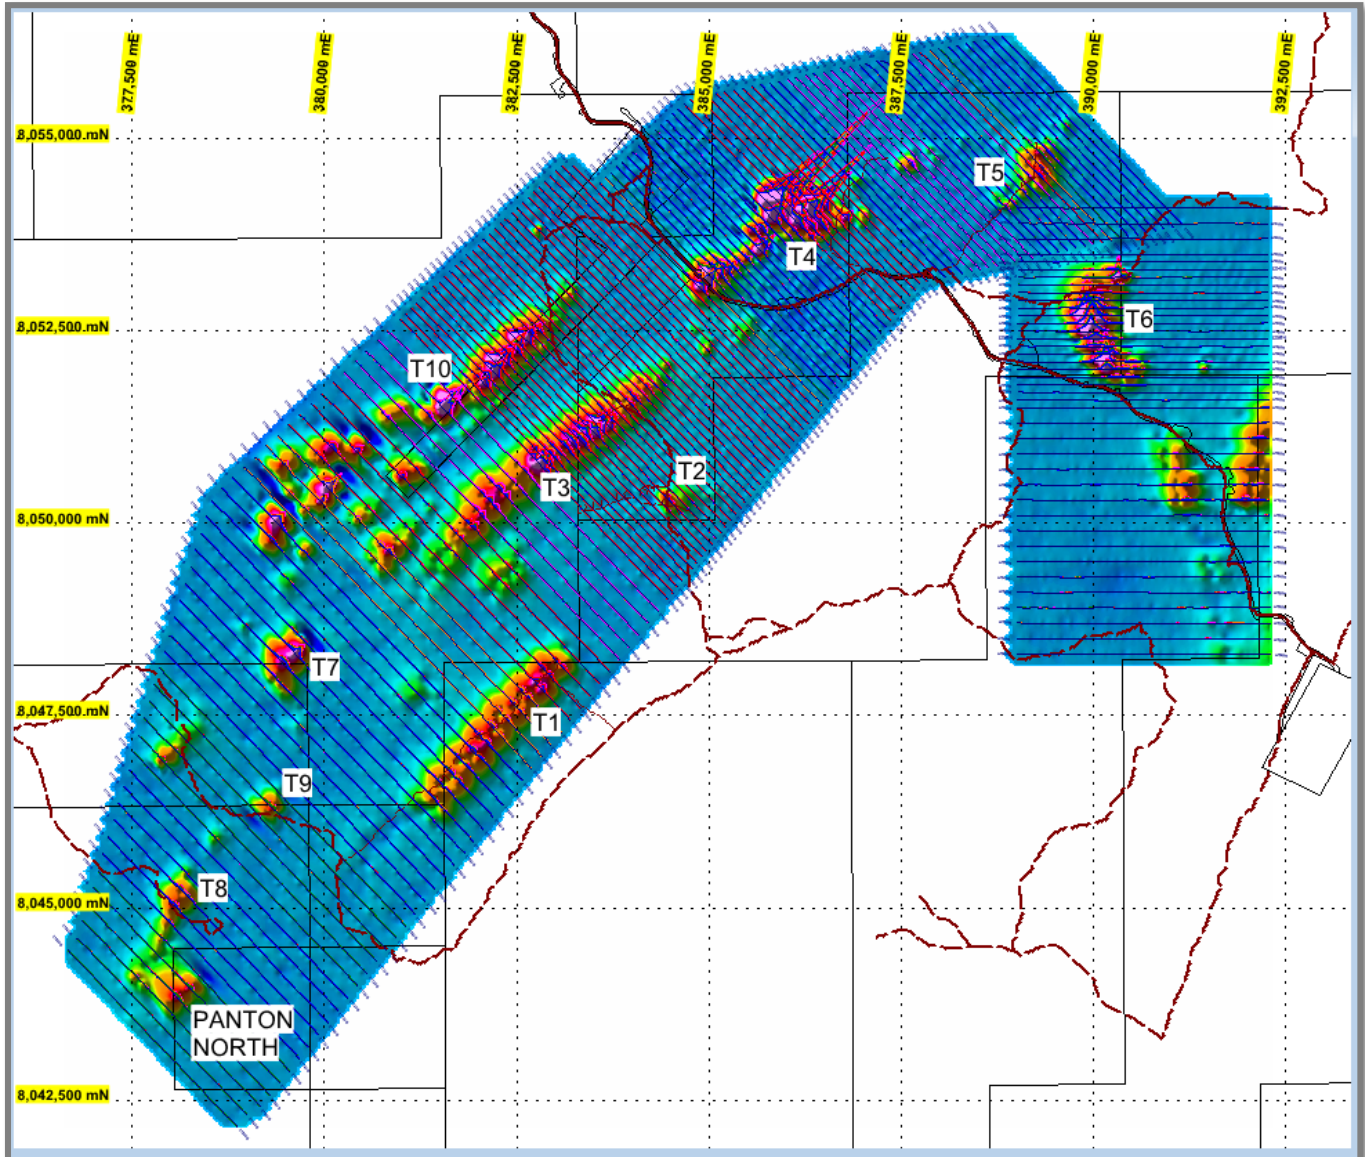 377,500 mE
380,000 mE
382,500 mE
385,000 mE
387,500 mE
390,000 mE
392,500 mE
8,055,000 mN
T5
T4
T6
8,052,500 mN
T10
T2
T3
8,050,000 mN
T7
8,047,500 mN
T1
T9
T8
8,045,000 mN
PANTON
NORTH
8,042,500 mN